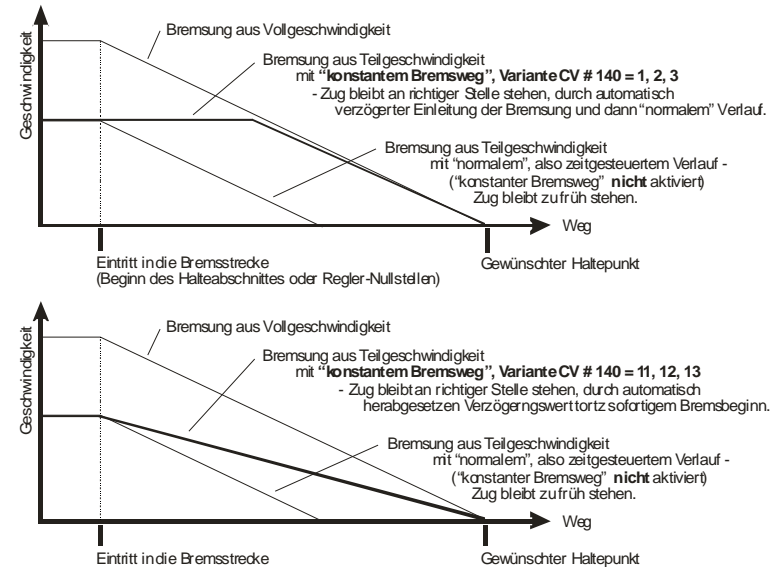 Geschwindigkeit
Bremsung aus Vollgeschwindigkeit
Bremsung aus Teilgeschwindigkeit
mit "konstantem Bremsweg", Variante CV # 140 = 1, 2, 3
- Zug bleibt an richtiger Stelle stehen, durch automatisch
verzögerter Einleitung der Bremsung und dann "normalem" Verlauf.
Bremsung aus Teilgeschwindigkeit
mit "normalem", also zeitgesteuertem Verlauf -
("konstanter Bremsweg" nicht aktiviert)
Zug bleibt zu früh stehen.
Weg
Eintritt in die Bremsstrecke
(Beginn des Halteabschnittes oder Regler-Nullstellen)
Gewünschter Haltepunkt
Geschwindigkeit
Bremsung aus Vollgeschwindigkeit
Bremsung aus Teilgeschwindigkeit
mit "konstantem Bremsweg", Variante CV # 140 = 11, 12, 13
- Zug bleibt an richtiger Stelle stehen, durch automatisch
herabgesetzen Verzögerngswert tortz sofortigem Bremsbeginn.
Bremsung aus Teilgeschwindigkeit
mit "normalem", also zeitgesteuertem Verlauf -
("konstanter Bremsweg" nicht aktiviert)
Zug bleibt zu früh stehen.
Weg
Eintritt in die Bremsstrecke
Gewünschter Haltepunkt